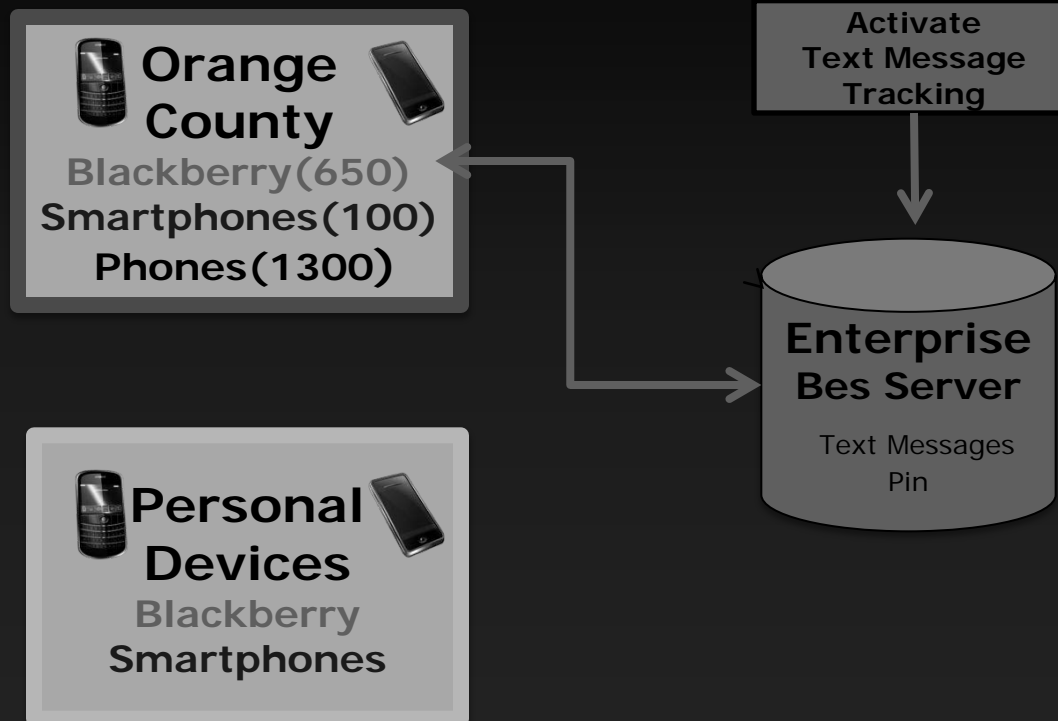 Orange
County
Blackberry(650)
Smartphones(100)
Phones(1300)
Activate
Text Message
Tracking
Enterprise
Bes Server
Text Messages
Pin
Personal
Devices
Blackberry
Smartphones